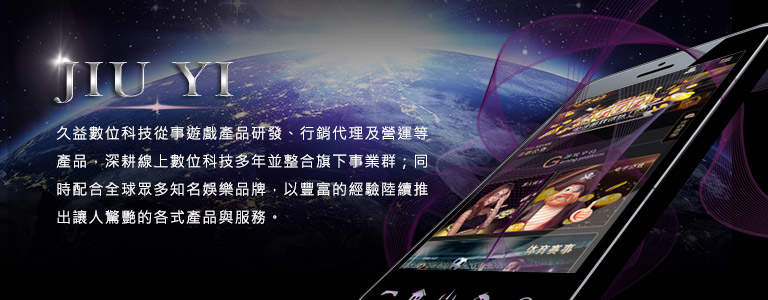 JIU YI
久益數位科技從事遊戲產品研發、行銷代理及營運等
產品，深耕線上數位科技多年並整合旗下事業群；同
時配合全球眾多知名娛樂品牌，以豐富的經驗陸續推
出讓人驚艷的各式產品與服務。
体育赛事